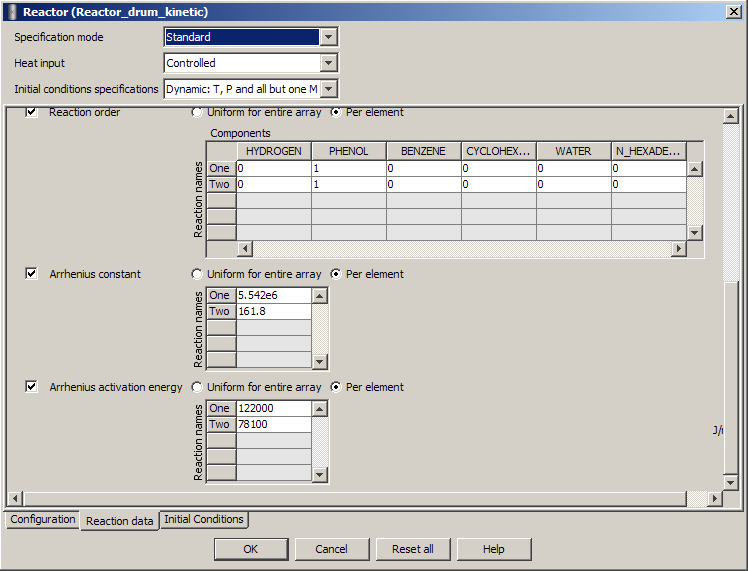 Reactor (Reactor_drum_kinetic)
Specification mode Standard
Heat input Controlled
Initial conditions specifications Dynamic: T, P and all but one M
Reaction order Uniform for entire array Per element
Components
HYDROGEN PHENOL BENZENE CYCLOHEX... WATER N_HEXADE...
Reaction names
One 0 1 0 0 0 0
Two 0 1 0 0 0 0
Arrhenius constant Uniform for entire array Per element
Reaction names
One 5.542e6
Two 161.8
Arrhenius activation energy Uniform for entire array Per element
Reaction names
One 122000
Two 78100
Configuration Reaction data Initial Conditions
OK Cancel Reset all Help